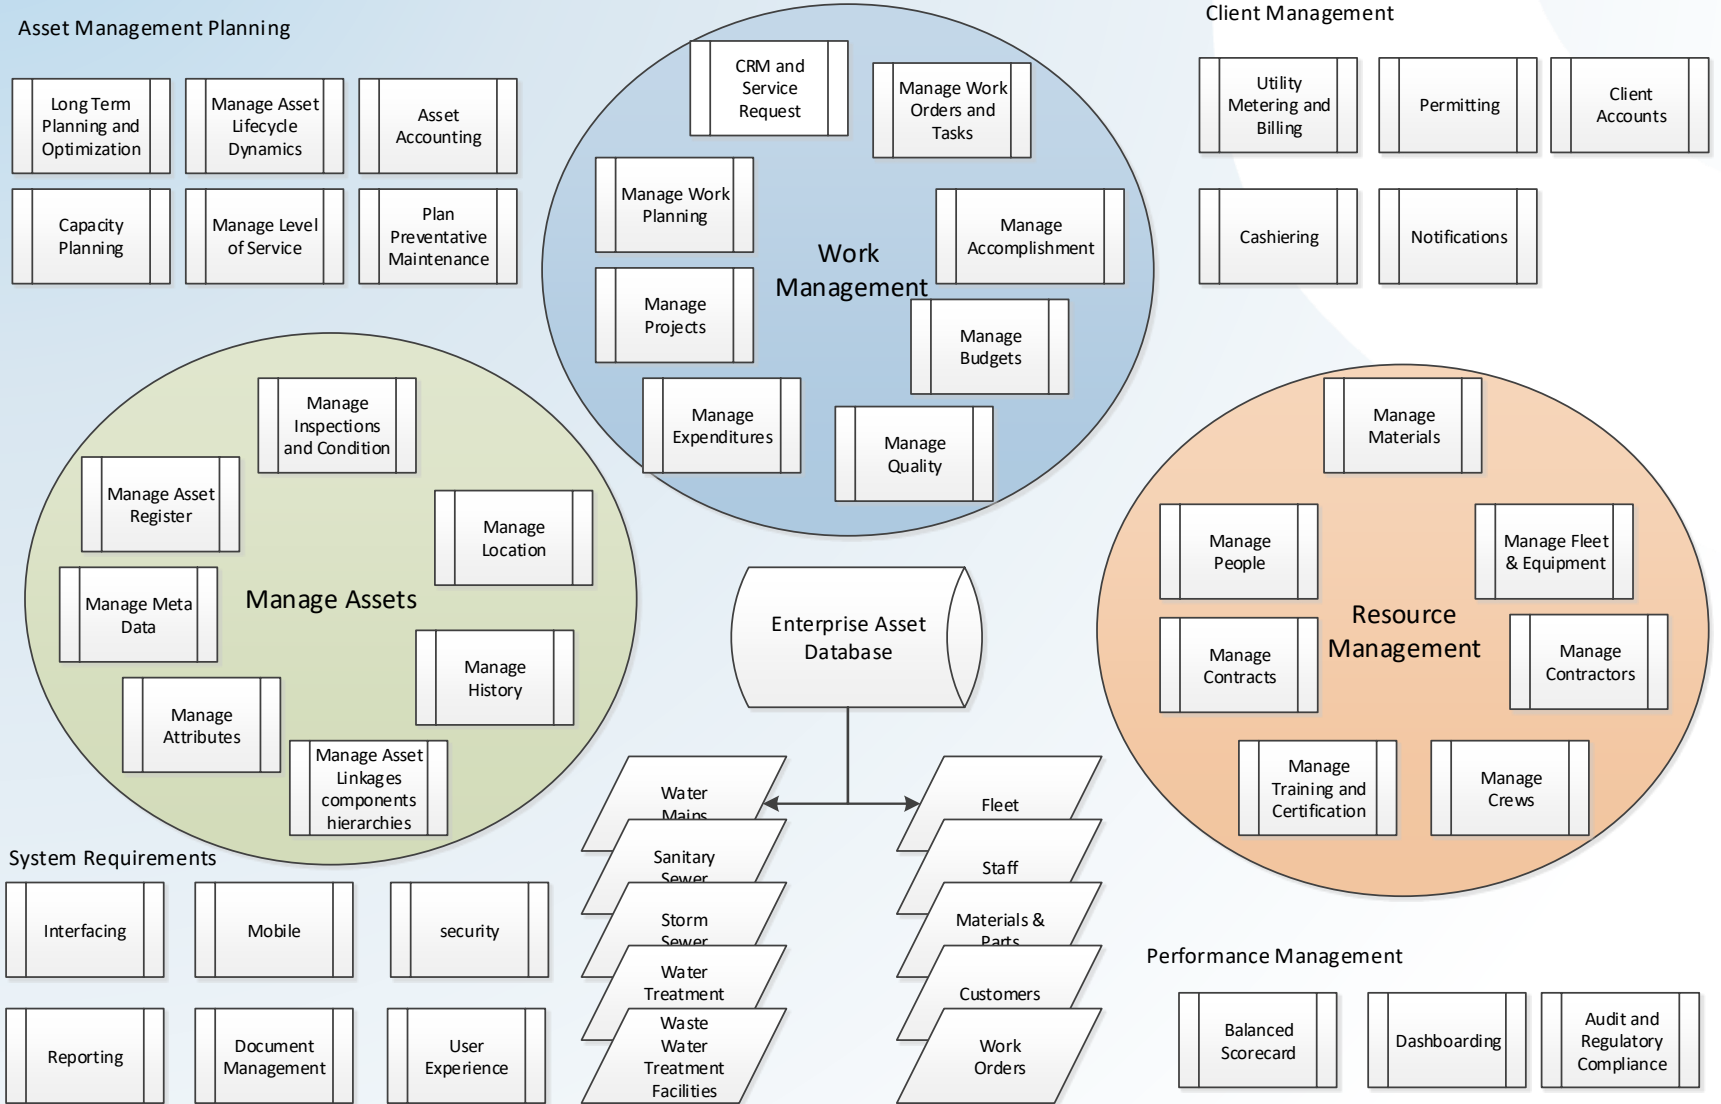 Asset Management Planning
Long Term
Planning and
Optimization
Manage Asset
Lifecycle
Dynamics
Asset
Accounting
Capacity
Planning
Manage Level
of Service
Plan
Preventative
Maintenance
CRM and
Service
Request
Manage Work
Orders and
Tasks
Manage Work
Planning
Manage
Accomplishment
Work
Management
Manage
Projects
Manage
Budgets
Manage
Expenditures
Manage
Quality
Client Management
Utility
Metering and
Billing
Permitting
Client
Accounts
Cashiering
Notifications
Manage
Inspections
and Condition
Manage Asset
Register
Manage
Location
Manage Meta
Data
Manage Assets
Manage
History
Manage
Attributes
Manage Asset
Linkages
components
hierarchies
Enterprise Asset
Database
Water
Mains
Sanitary
Sewer
Storm
Sewer
Water
Treatment
Waste
Water
Treatment
Facilities
Fleet
Staff
Materials &
Parts
Customers
Work
Orders
Manage
Materials
Manage
People
Manage Fleet
& Equipment
Resource
Management
Manage
Contracts
Manage
Contractors
Manage
Training and
Certification
Manage
Crews
System Requirements
Interfacing
Mobile
security
Reporting
Document
Management
User
Experience
Performance Management
Balanced
Scorecard
Dashboarding
Audit and
Regulatory
Compliance